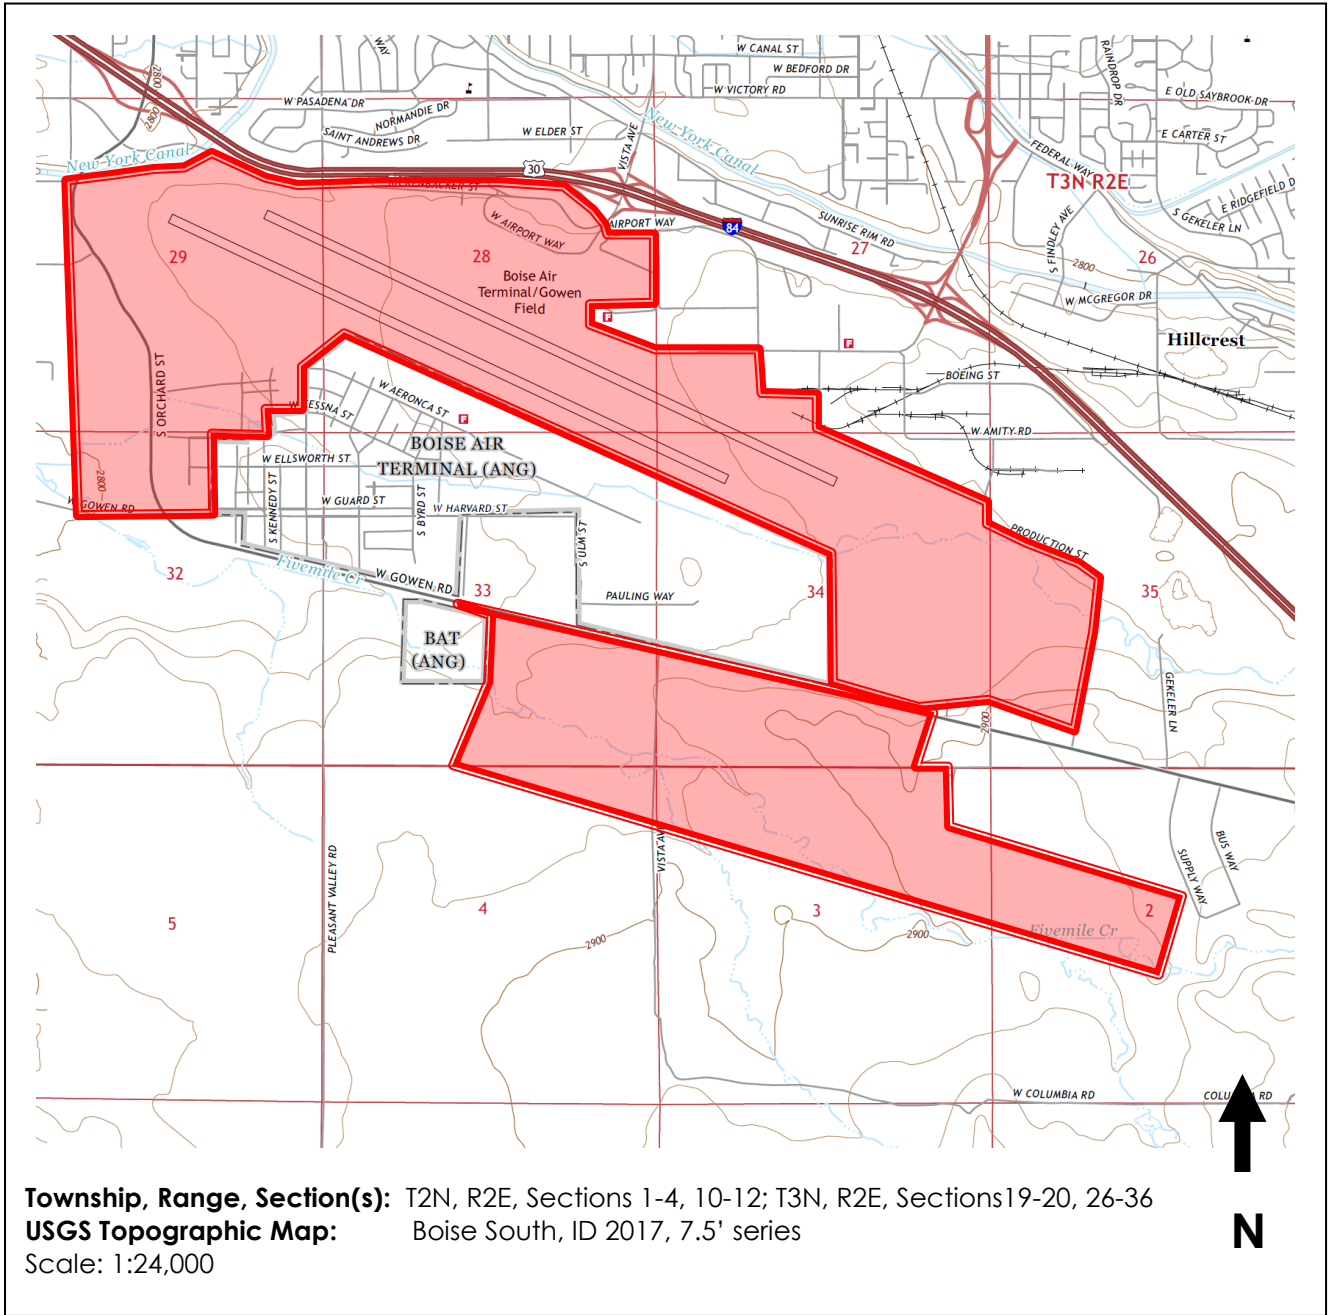 WAY
W CANAL ST
W BEDFORD DR
W VICTORY RD
RAINDROP DR
E OLD SAYBROOK DR
2800
2800
W PASADENA DR
NORMANDIE DR
SAINT ANDREWS DR
W ELDER ST
VISTA AVE
New York Canal
E CARTER ST
FEDERAL WAY
New York Canal
30
T3N R2E
E RIDGEFIELD D
W AIRPORT WAY
AIRPORT WAY
84
SUNRISE RIM RD
S FINDLEY AVE
S GEKELER LN
W AIRPORT WAY
29
28
27
26
2800
Boise Air
Terminal/Gowen
Field
W MCGREGOR DR
F
F
Hillcrest
S ORCHARD ST
BOEING ST
W AERONCA ST
F
W AMITY RD
BOISE AIR
TERMINAL (ANG)
W ELLSWORTH ST
2800
W GOWEN RD
S KENNEDY ST
W GUARD ST
S BYRD ST
W HARVARD ST
S ULM ST
PRODUCTION ST
Fivemile Cr
W GOWEN RD
32
33
PAULING WAY
34
35
BAT
(ANG)
GEKELER LN
2900
PLEASANT VALLEY RD
VISTA AV
BUS WAY
SUPPLY WAY
5
4
3
2
2900
2900
Fivemile Cr
W COLUMBIA RD
COLU
RD
Township, Range, Section(s): T2N, R2E, Sections 1-4, 10-12; T3N, R2E, Sections19-20, 26-36
USGS Topographic Map: Boise South, ID 2017, 7.5’ series
Scale: 1:24,000
N